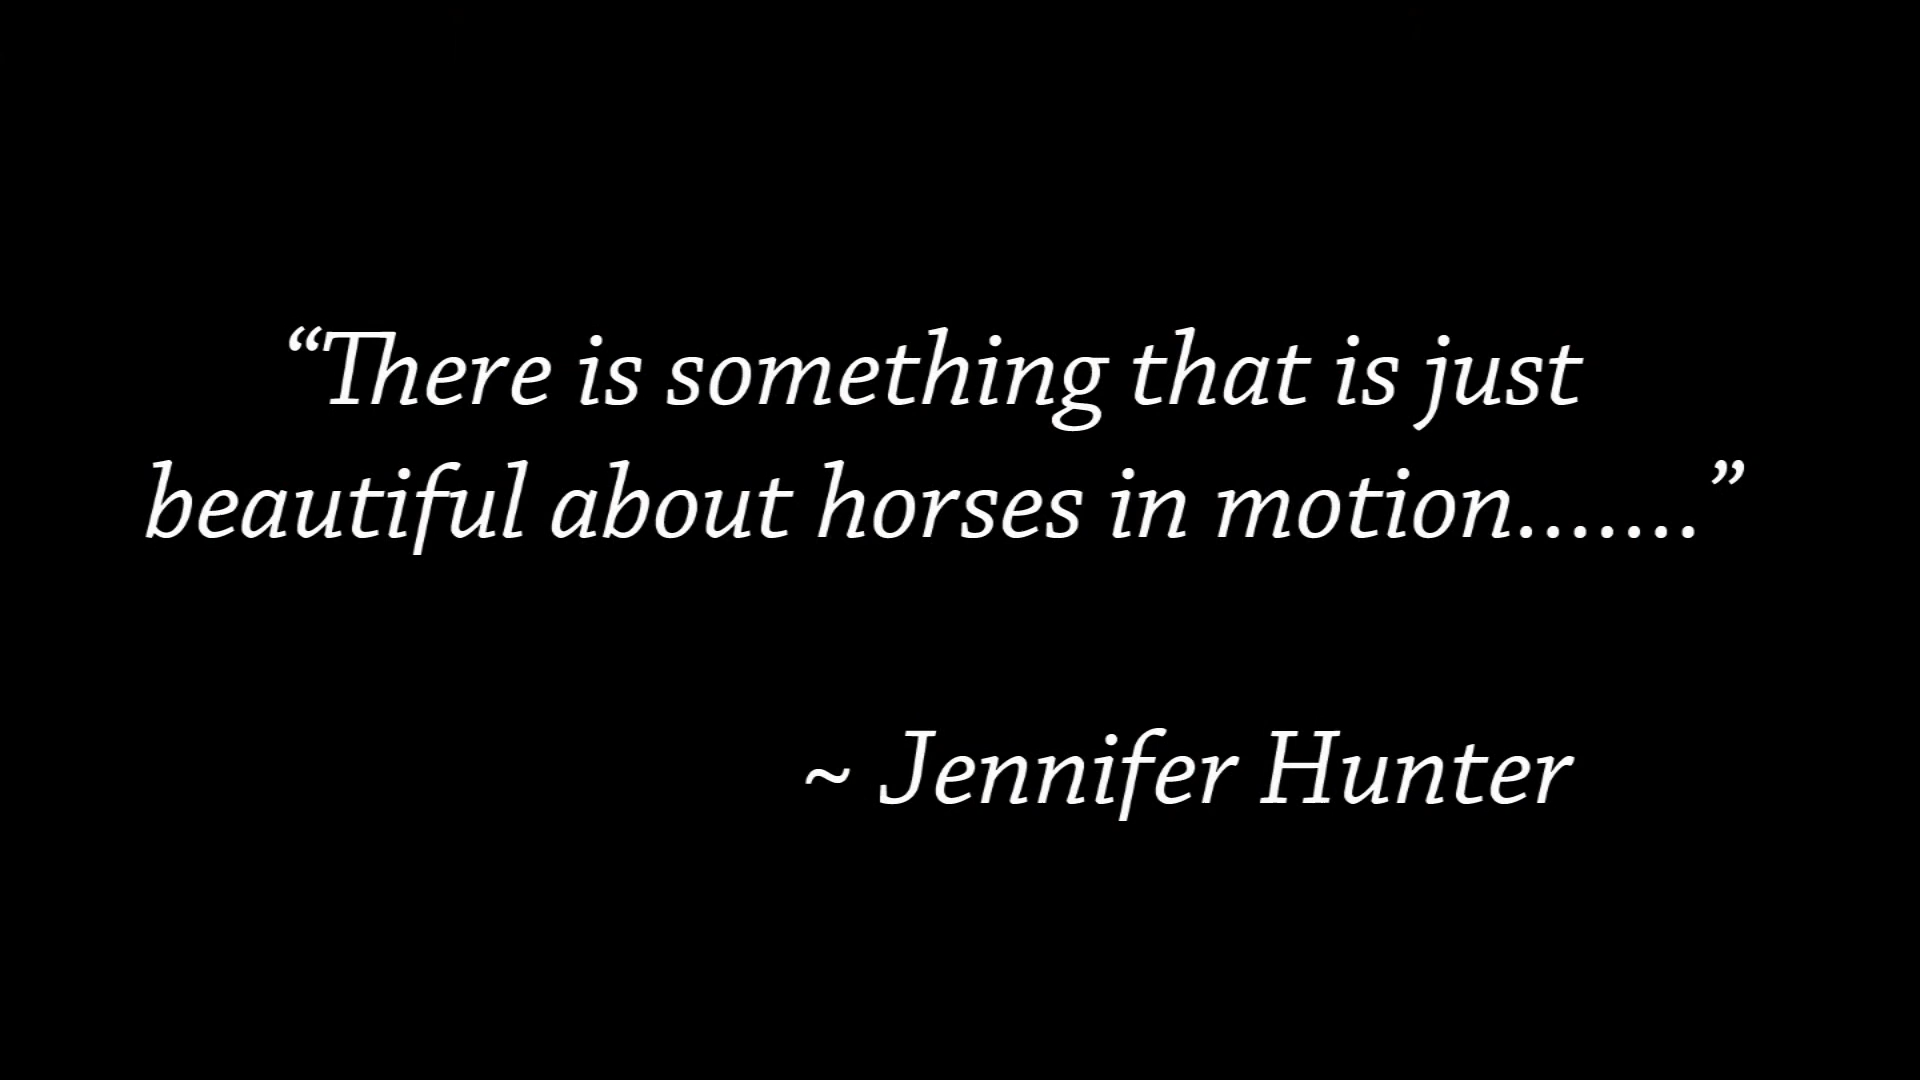 “There is something that is just
beautiful about horses in motion.......”
~ Jennifer Hunter